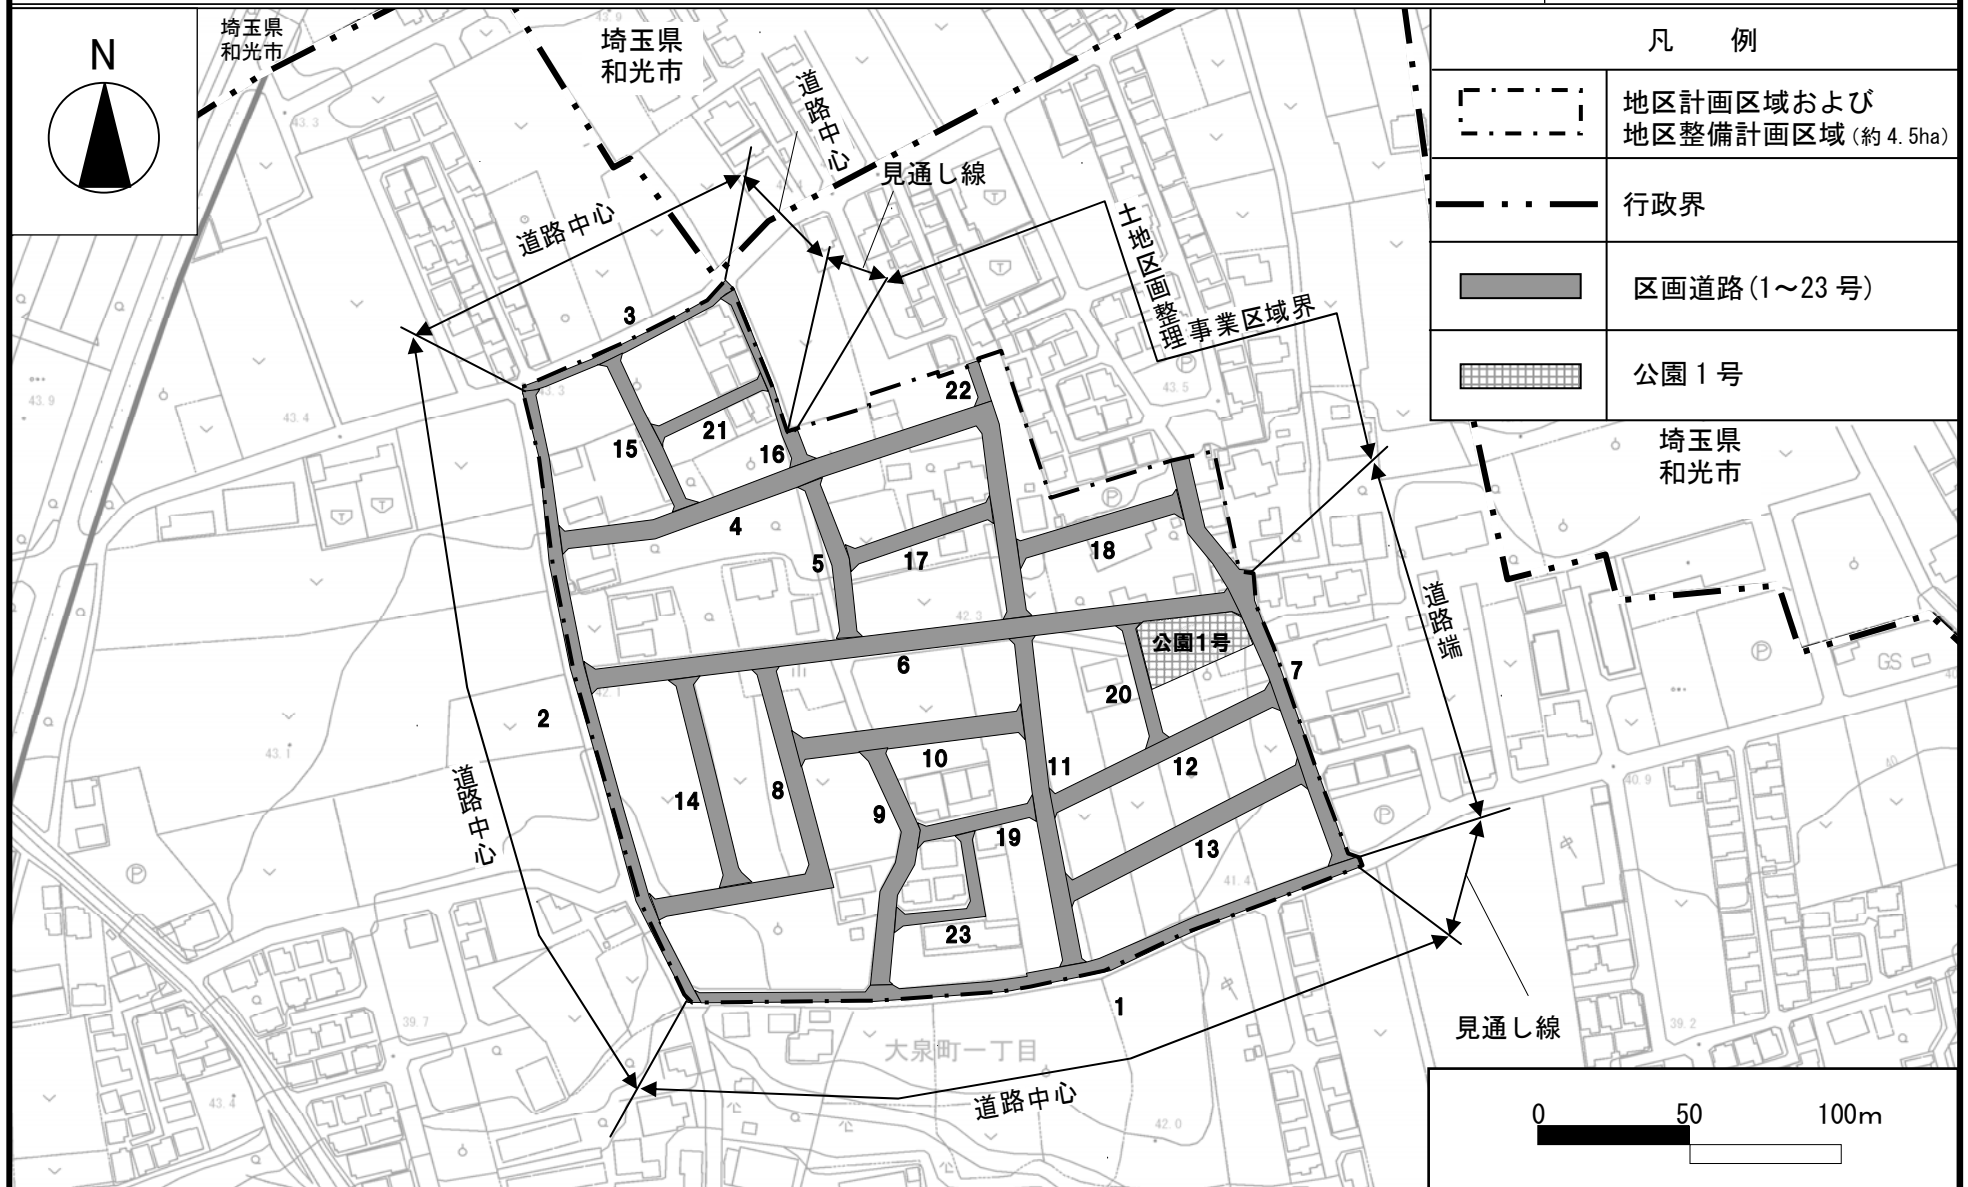 N
埼玉県
和光市
埼玉県
和光市
43.9
43.3
道路中心
見通し線
道路中心
土地区画整
理事業区域界
凡 例
地区計画区域および
地区整備計画区域(約 4.5ha)
行政界
区画道路(1～23 号)
公園 1 号
埼玉県
和光市
3
22
43.5
43.9
43.4
43.3
15
21
16
4
5
17
18
42.3
公園1号
道路端
7
6
20
2
42.1
43.1
10
11
12
14
8
9
19
13
40.9
40
GS
道路中心
41.4
23
1
見通し線
39.7
39.2
大泉町一丁目
道路中心
43.4
42.0
0 50 100m